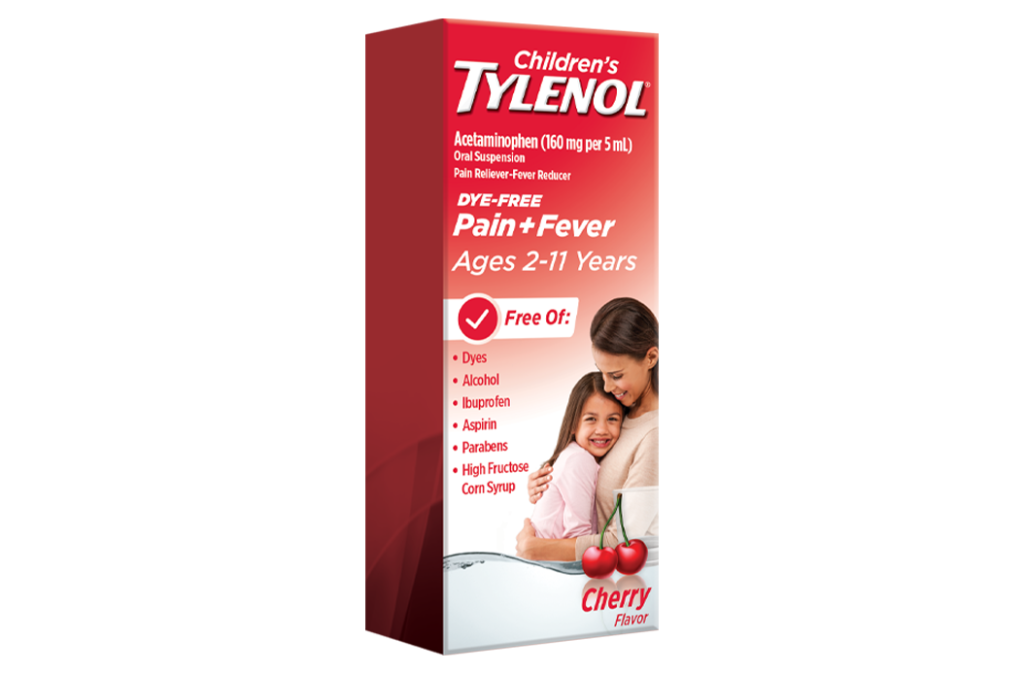 Children's
TYLENOL®
Acetaminophen (160 mg per 5 mL)
Oral Suspension
Pain Reliever-Fever Reducer
DYE-FREE
Pain+Fever
Ages 2-11 Years
Free Of:
• Dyes
• Alcohol
• Ibuprofen
• Aspirin
• Parabens
• High Fructose
Corn Syrup
Cherry
Flavor